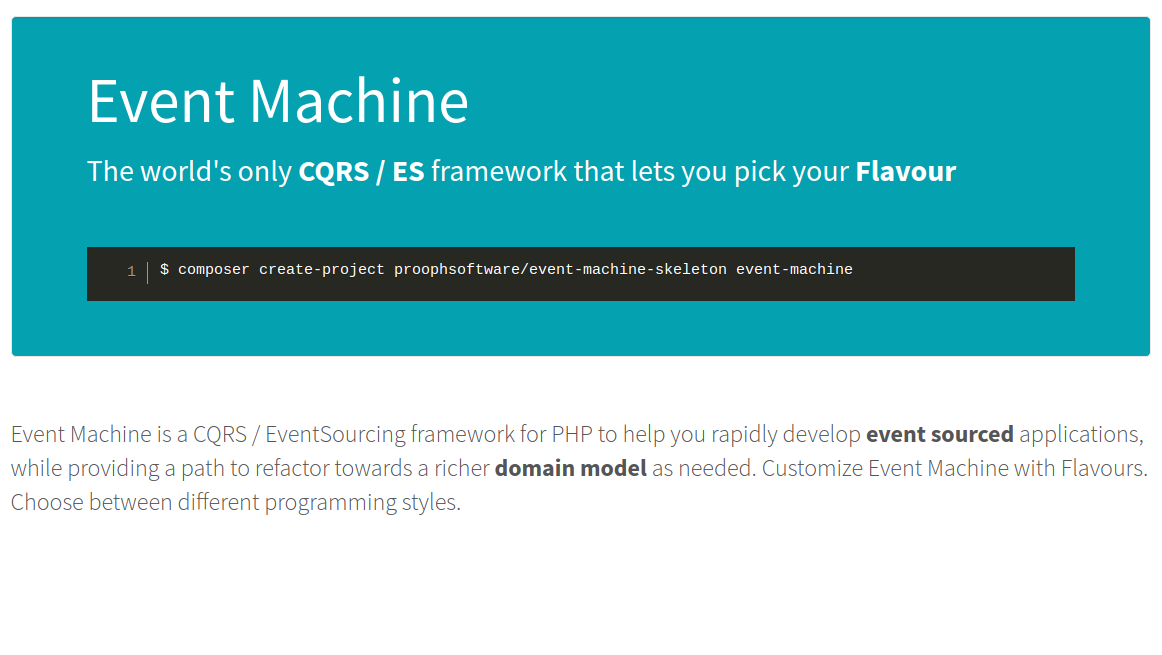 Event Machine
The world's only CQRS / ES framework that lets you pick your Flavour
1 $ composer create-project proophsoftware/event-machine-skeleton event-machine
Event Machine is a CQRS / EventSourcing framework for PHP to help you rapidly develop event sourced applications,
while providing a path to refactor towards a richer domain model as needed. Customize Event Machine with Flavours.
Choose between different programming styles.